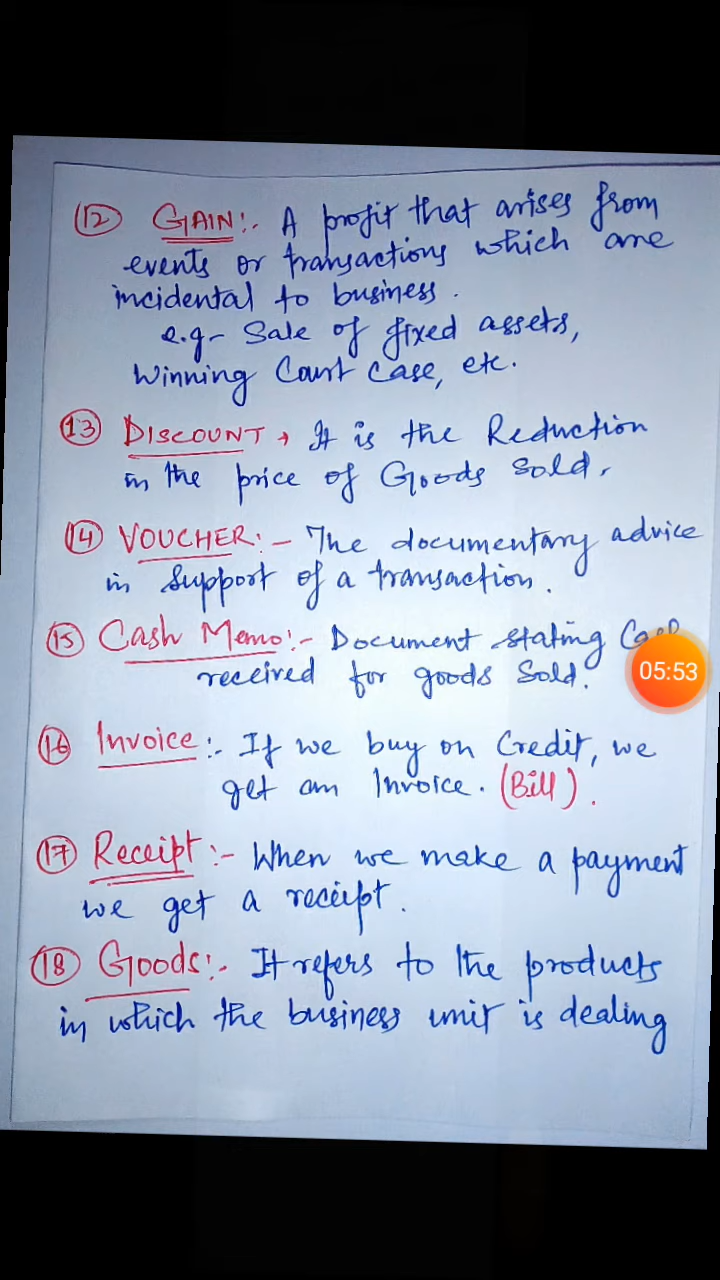 ⑫ GAIN:- A profit that arises from
events or transactions which are
incidental to business.
e.g- Sale of fixed assets,
Winning Court Case, etc.
⑬ DISCOUNT → It is the Reduction
in the price of Goods Sold.
⑭ VOUCHER:- The documentary advice
in support of a transaction.
⑮ Cash Memo:- Document stating
05:53
received for goods Sold.
⑯ Invoice:- If we buy on Credit, we
get an Invoice. (Bill).
⑰ Receipt:- When we make a payment
we get a receipt.
⑱ Goods:- It refers to the products
in which the business unit is dealing